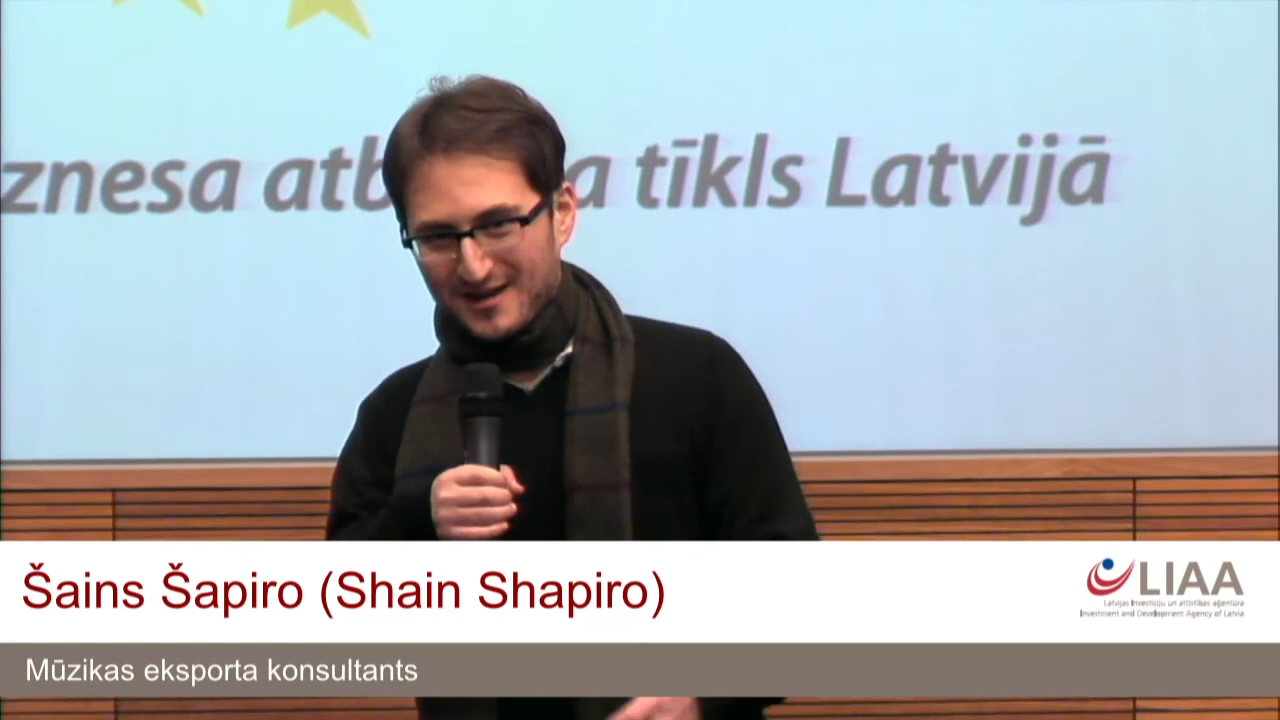 znesa atb a tīkls Latvijā
Šains Šapiro (Shain Shapiro)
LIAA
Latvijas Investīciju un attīstības aģentūra
Investment and Development Agency of Latvia
Mūzikas eksporta konsultants